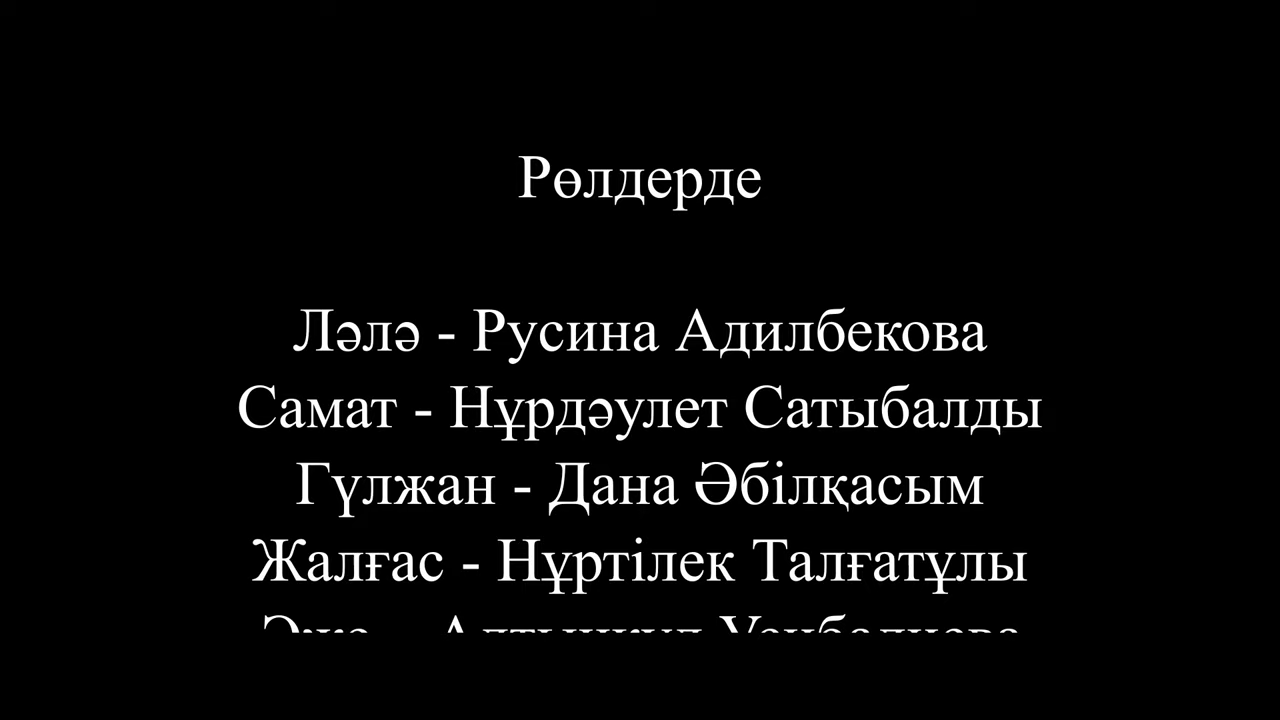 Рөлдерде
Ләлә - Русина Адилбекова
Самат - Нұрдәулет Сатыбалды
Гүлжан - Дана Әбілқасым
Жалғас - Нұртілек Талғатұлы